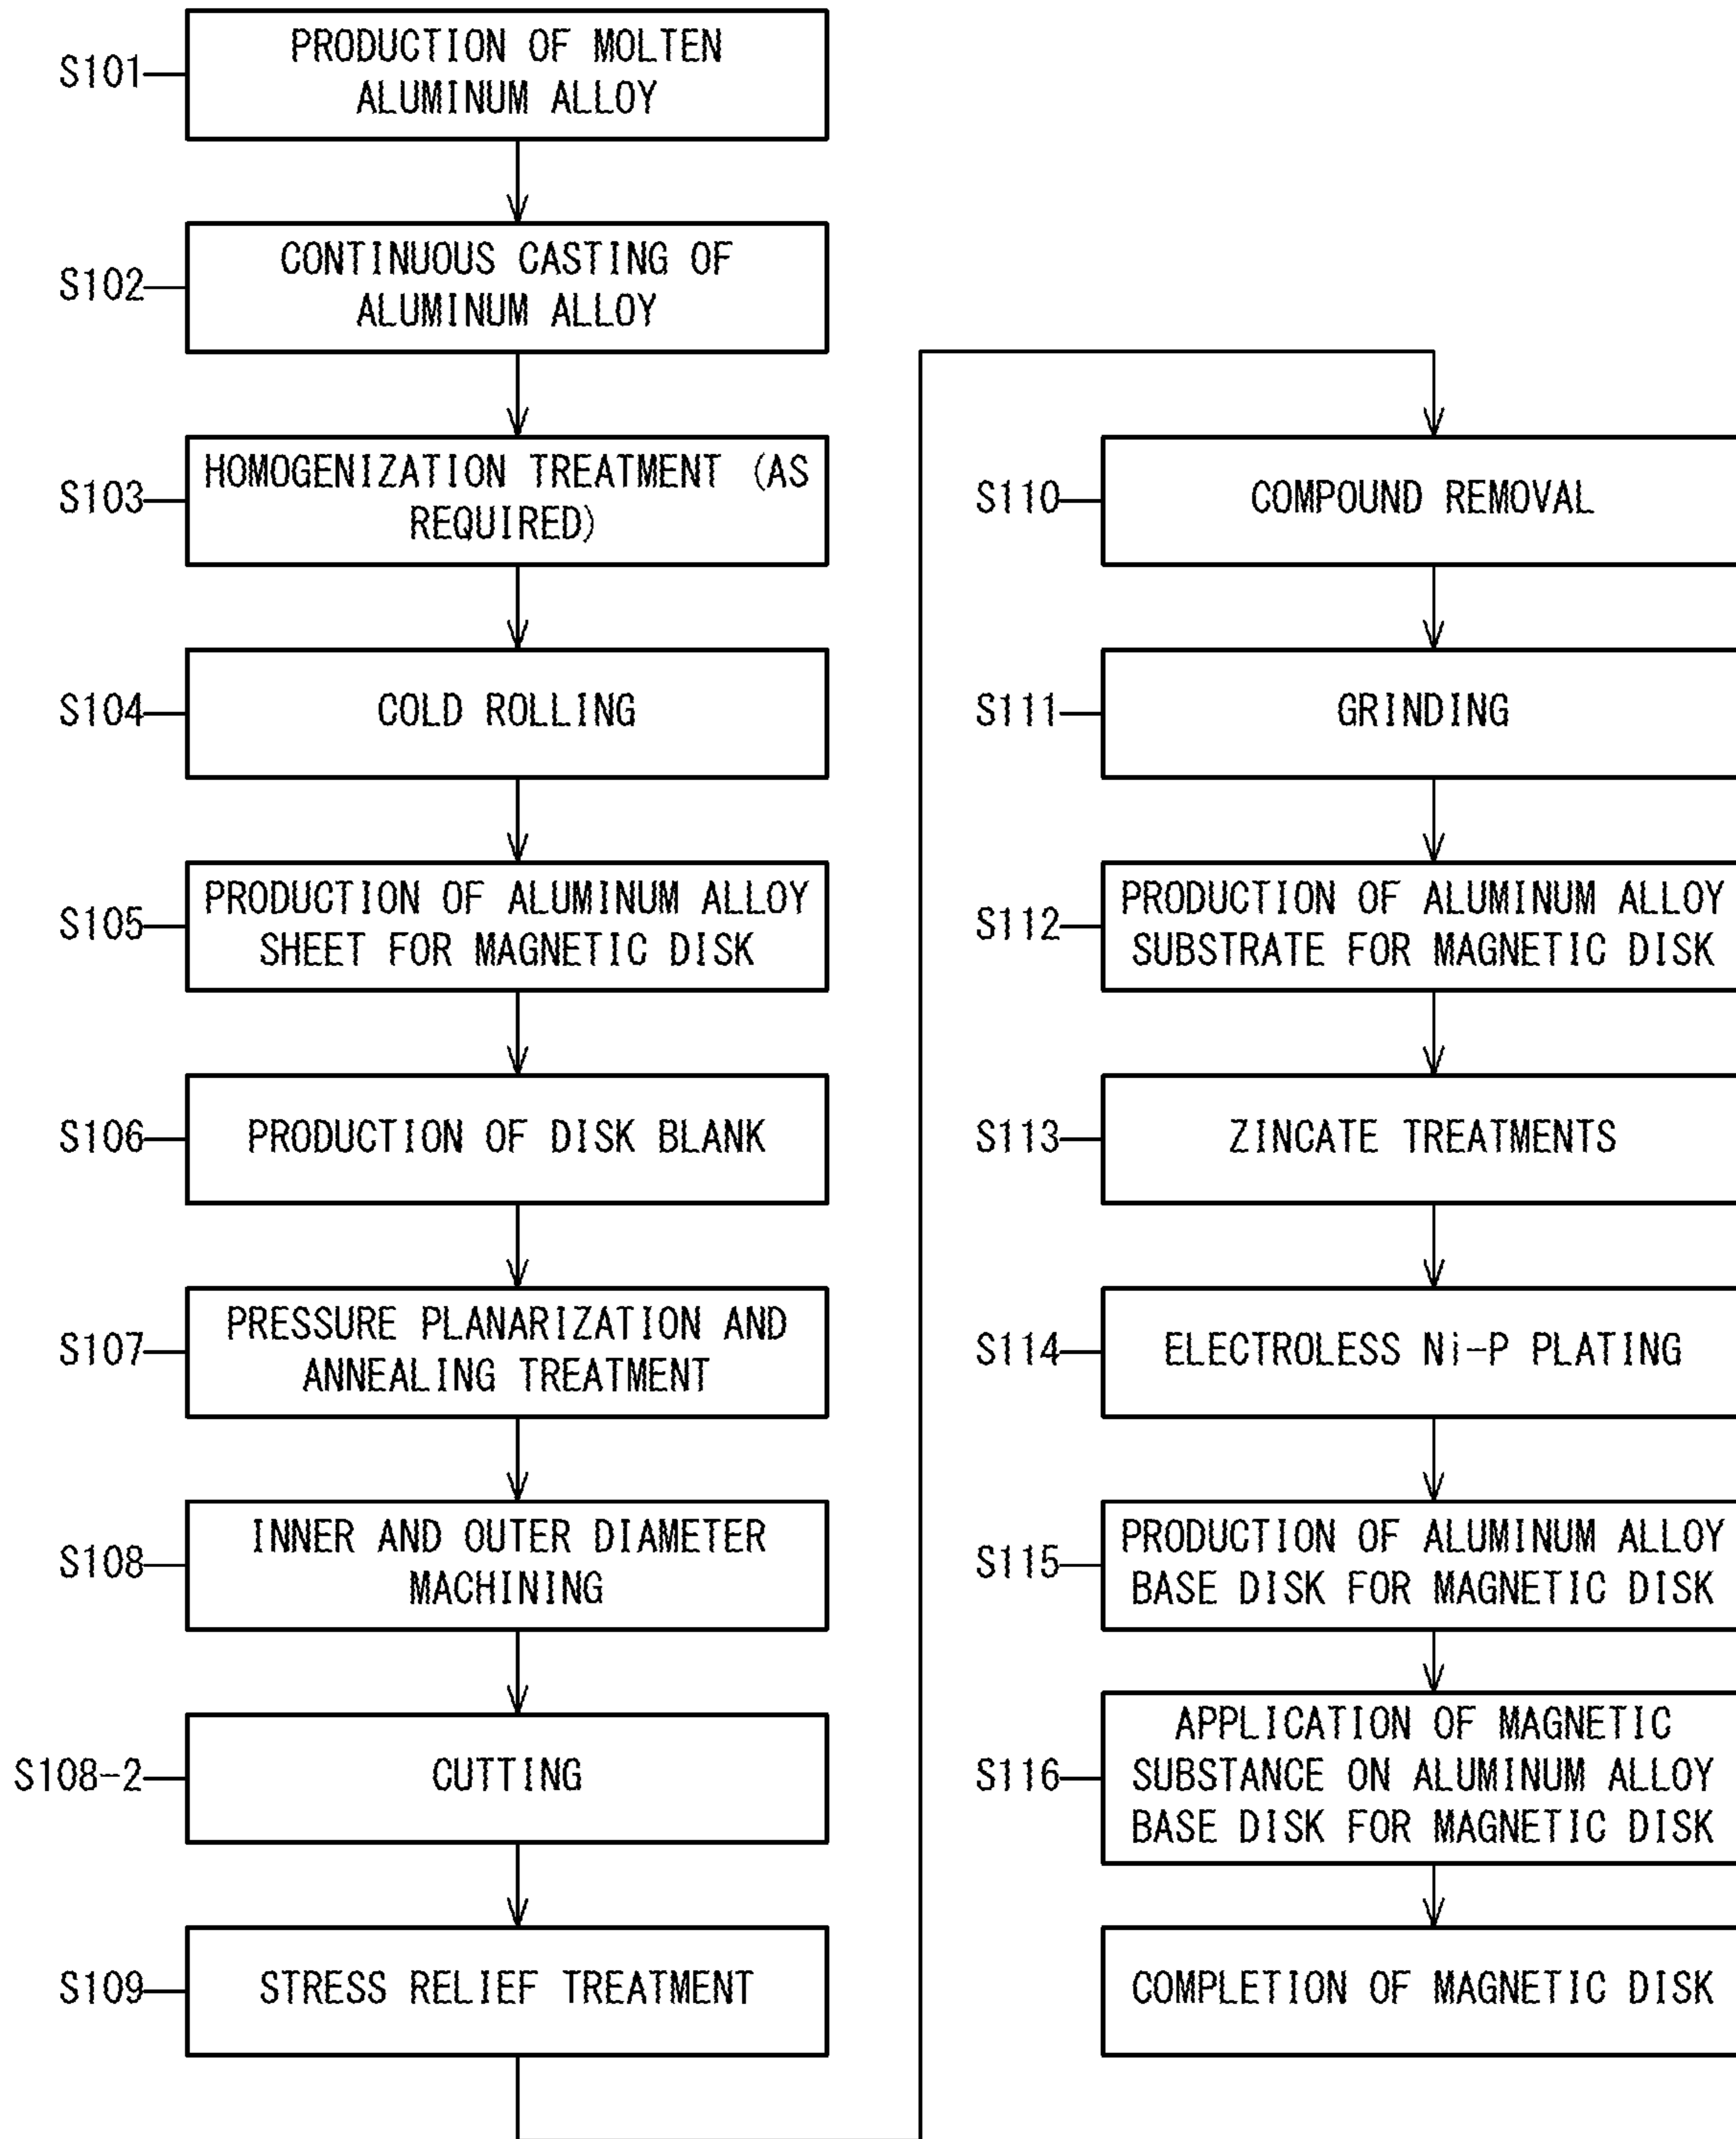 S101
PRODUCTION OF MOLTEN
ALUMINUM ALLOY
S102
CONTINUOUS CASTING OF
ALUMINUM ALLOY
S103
HOMOGENIZATION TREATMENT (AS
REQUIRED)
S104
COLD ROLLING
S105
PRODUCTION OF ALUMINUM ALLOY
SHEET FOR MAGNETIC DISK
S106
PRODUCTION OF DISK BLANK
S107
PRESSURE PLANARIZATION AND
ANNEALING TREATMENT
S108
INNER AND OUTER DIAMETER
MACHINING
S108-2
CUTTING
S109
STRESS RELIEF TREATMENT
S110
COMPOUND REMOVAL
S111
GRINDING
S112
PRODUCTION OF ALUMINUM ALLOY
SUBSTRATE FOR MAGNETIC DISK
S113
ZINCATE TREATMENTS
S114
ELECTROLESS Ni-P PLATING
S115
PRODUCTION OF ALUMINUM ALLOY
BASE DISK FOR MAGNETIC DISK
S116
APPLICATION OF MAGNETIC
SUBSTANCE ON ALUMINUM ALLOY
BASE DISK FOR MAGNETIC DISK
COMPLETION OF MAGNETIC DISK